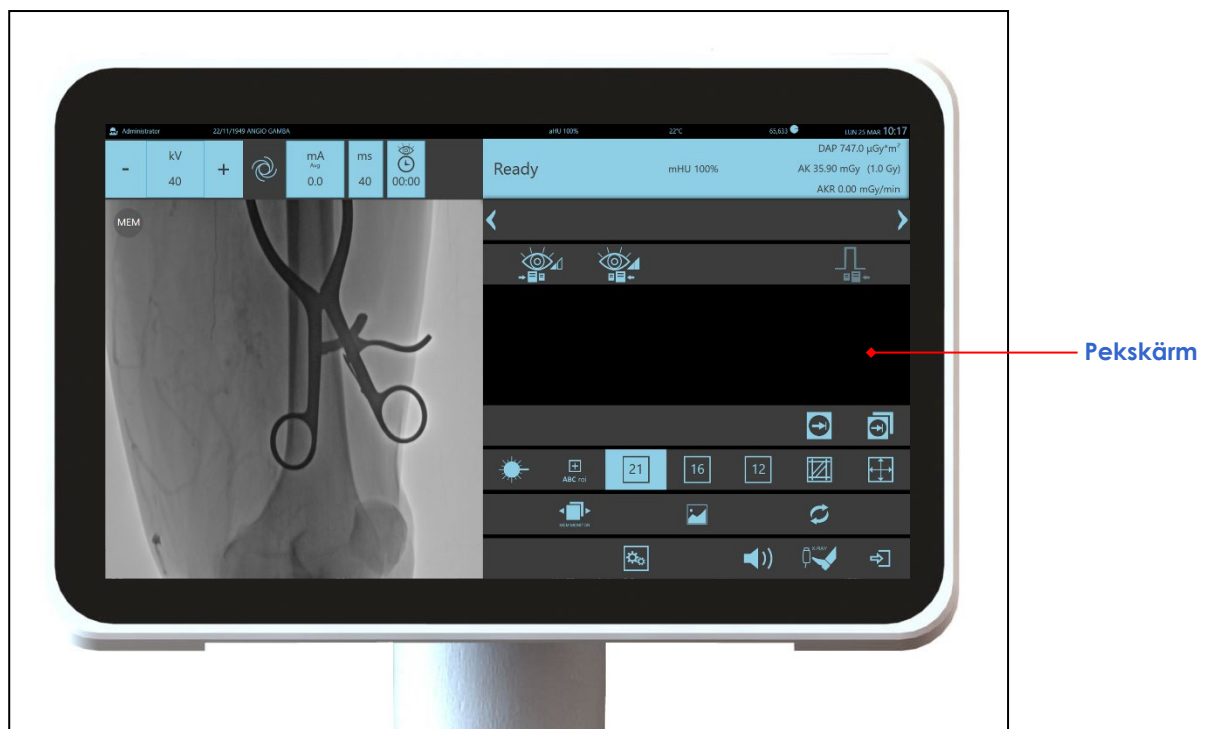 Administrator 22/11/1949 ANGIO GAMBA aHU 100% 22°C 65,633 LUN 25 MAR 10:17
- kV 40 + mA Avg 0.0 ms 40 00:00
Ready mHU 100%
DAP 747.0 µGy*m²
AK 35.90 mGy (1.0 Gy)
AKR 0.00 mGy/min
MEM
Pekskärm
ABC roi 21 16 12
X-RAY